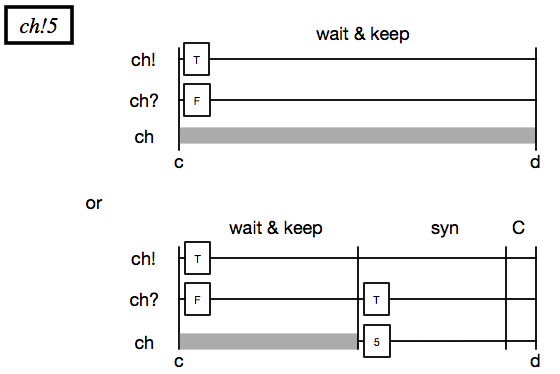 ch!5
wait & keep
ch! T
ch? F
ch
c d
or
wait & keep syn C
ch! T
ch? F T
ch 5
c d